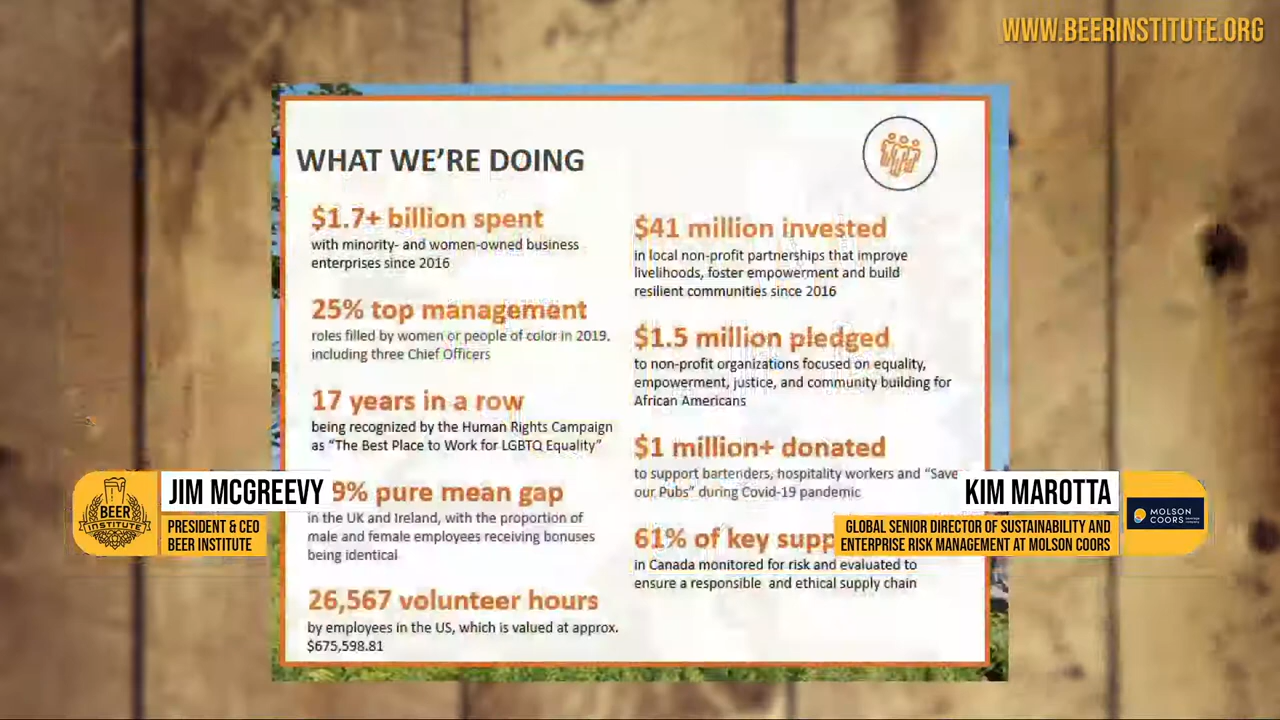 WWW.BEERINSTITUTE.ORG
WHAT WE'RE DOING
$1.7+ billion spent
with minority- and women-owned business
enterprises since 2016
25% top management
roles filled by women or people of color in 2019,
including three Chief Officers
17 years in a row
being recognized by the Human Rights Campaign
as "The Best Place to Work for LGBTQ Equality"
9% pure mean gap
in the UK and Ireland, with the proportion of
male and female employees receiving bonuses
being identical
26,567 volunteer hours
by employees in the US, which is valued at approx.
$675,598.81
$41 million invested
in local non-profit partnerships that improve
livelihoods, foster empowerment and build
resilient communities since 2016
$1.5 million pledged
to non-profit organizations focused on equality,
empowerment, justice, and community building for
African Americans
$1 million+ donated
to support bartenders, hospitality workers and "Save
our Pubs" during Covid-19 pandemic
61% of key supp
in Canada monitored for risk and evaluated to
ensure a responsible and ethical supply chain
BEER
INSTITUTE
JIM MCGREEVY
PRESIDENT & CEO
BEER INSTITUTE
KIM MAROTTA
GLOBAL SENIOR DIRECTOR OF SUSTAINABILITY AND
ENTERPRISE RISK MANAGEMENT AT MOLSON COORS
MOLSON
COORS